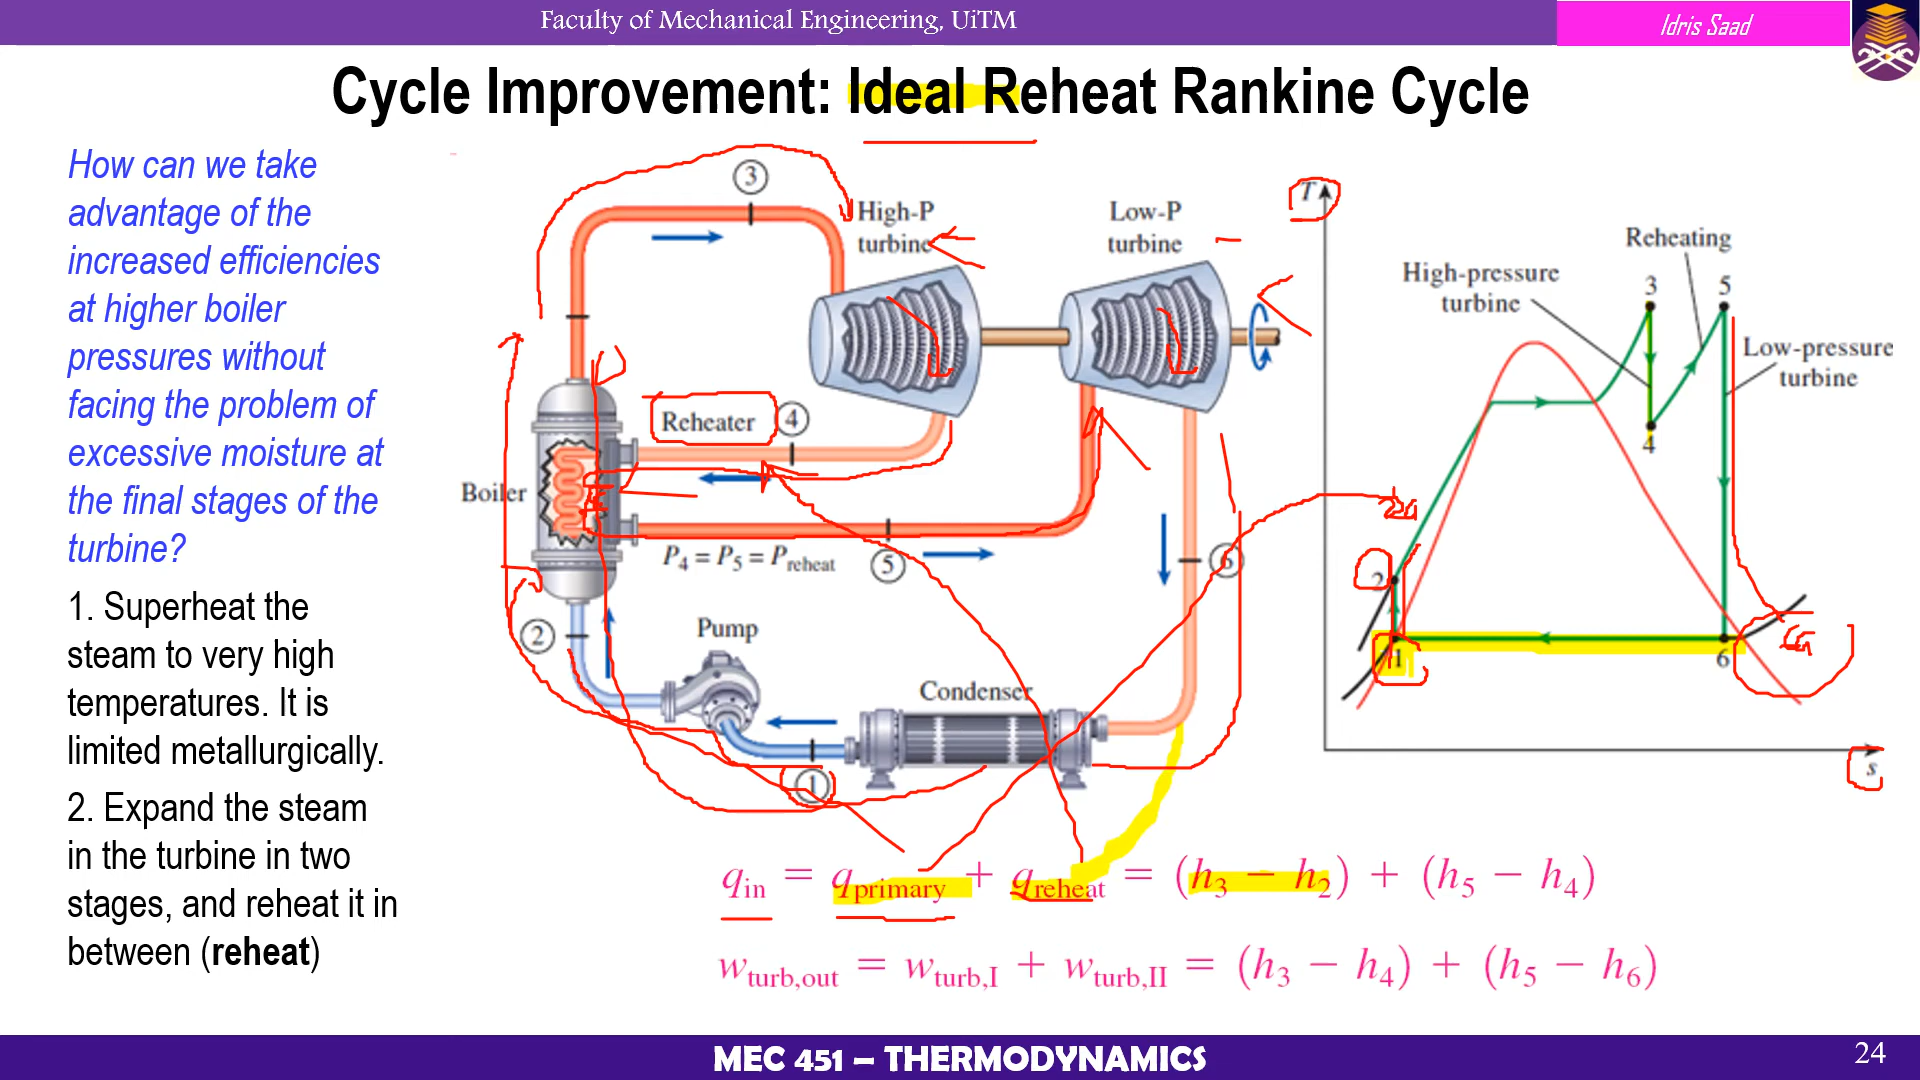 Faculty of Mechanical Engineering, UiTM
Idris Saad
Cycle Improvement: Ideal Reheat Rankine Cycle
How can we take
advantage of the
increased efficiencies
at higher boiler
pressures without
facing the problem of
excessive moisture at
the final stages of the
turbine?
1. Superheat the
steam to very high
temperatures. It is
limited metallurgically.
2. Expand the steam
in the turbine in two
stages, and reheat it in
between (reheat)
3
High-P
turbine
Low-P
turbine
Reheater
4
Boiler
P4 = P5 = Preheat
5
6
2
Pump
Condenser
1
T
Reheating
High-pressure
turbine
3
5
Low-pressure
turbine
4
2
1
6
s
qin = qprimary + qreheat = (h3 − h2) + (h5 − h4)
wturb,out = wturb,I + wturb,II = (h3 − h4) + (h5 − h6)
MEC 451 – THERMODYNAMICS
24